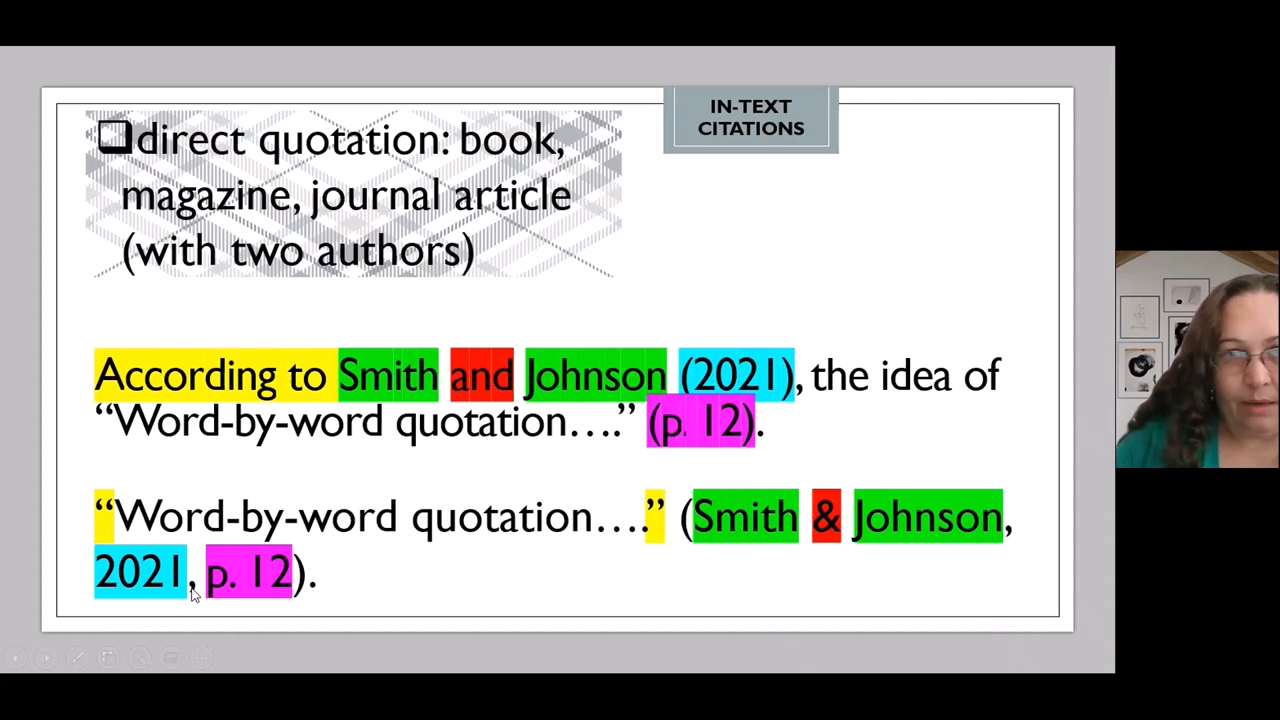 IN-TEXT
CITATIONS
❑direct quotation: book,
magazine, journal article
(with two authors)
According to Smith and Johnson (2021), the idea of
“Word-by-word quotation….” (p. 12).
“Word-by-word quotation….” (Smith & Johnson,
2021, p. 12).